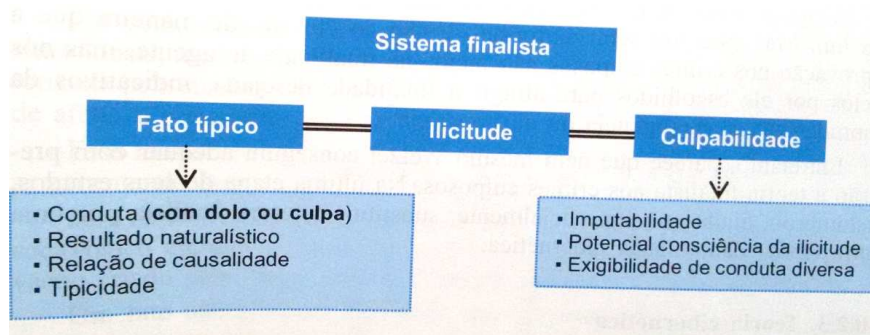 Sistema finalista
Fato típico
Ilicitude
Culpabilidade
▪ Conduta (com dolo ou culpa)
▪ Resultado naturalístico
▪ Relação de causalidade
▪ Tipicidade
▪ Imputabilidade
▪ Potencial consciência da ilicitude
▪ Exigibilidade de conduta diversa